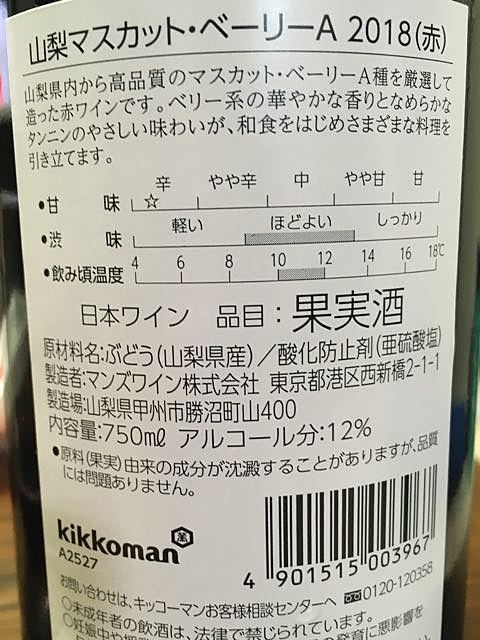 山梨マスカット・ベーリーA 2018(赤)
山梨県内から高品質のマスカット・ベーリーA種を厳選して
造った赤ワインです。ベリー系の華やかな香りとなめらかな
タンニンのやさしい味わいが、和食をはじめさまざまな料理を
引き立てます。
辛 やや辛 中 やや甘 甘
●甘 味 ☆
軽い ほどよい しっかり
●渋 味
4 6 8 10 12 14 16 18℃
●飲み頃温度
日本ワイン 品目:果実酒
原材料名:ぶどう(山梨県産)/酸化防止剤(亜硫酸塩)
製造者:マンズワイン株式会社 東京都港区西新橋2-1-1
製造場:山梨県甲州市勝沼町山400
内容量:750mℓ アルコール分:12%
●原料(果実)由来の成分が沈澱することがありますが、品質
には問題ありません。
kikkoman 萬
A2527
4 901515 003967
お問い合わせは、キッコーマンお客様相談センターへ 0120-120358
○未成年者の飲酒は、法律で禁じられています。
○妊娠中や授乳 育に悪影響を